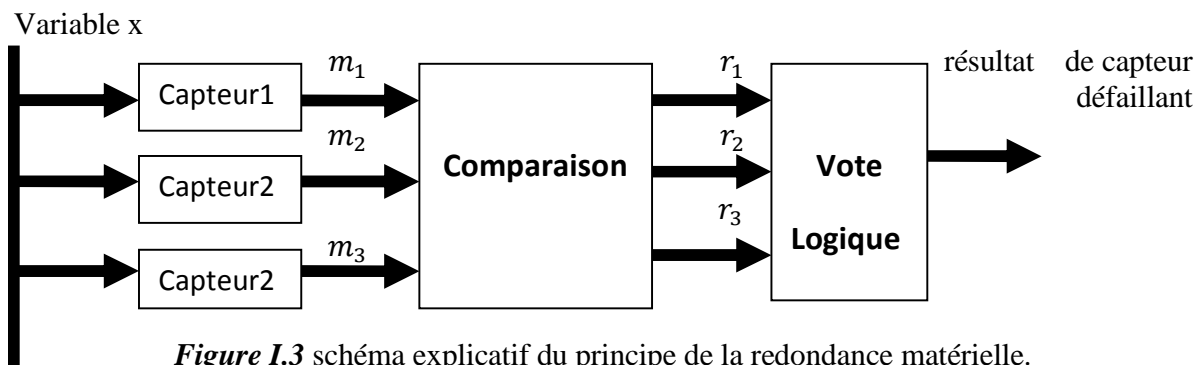 Variable x
Capteur1
Capteur2
Capteur2
m₁
m₂
m₃
Comparaison
r₁
r₂
r₃
Vote
Logique
résultat de capteur
défaillant
Figure I.3 schéma explicatif du principe de la redondance matérielle.